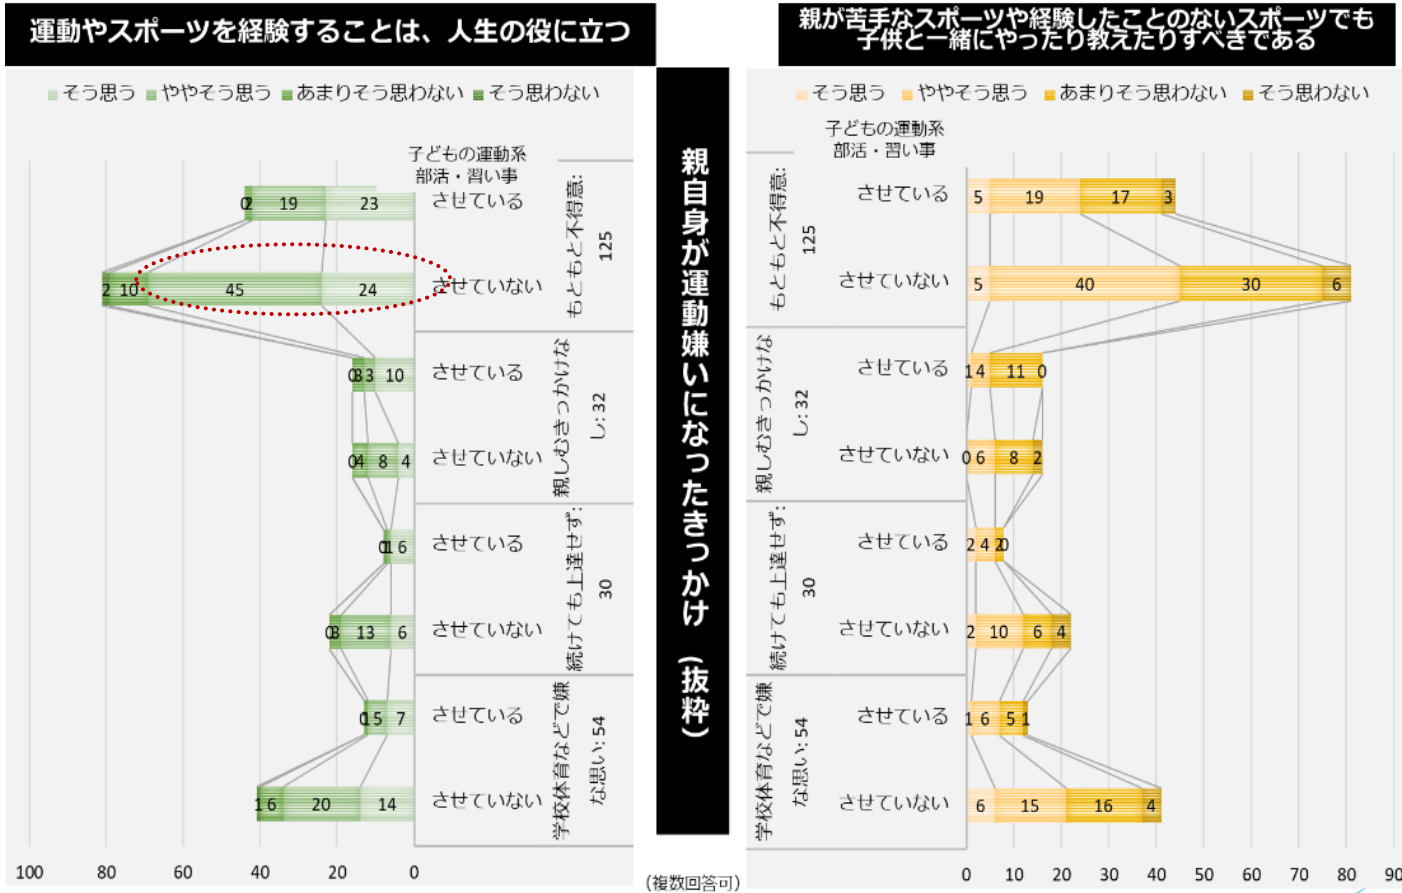 運動やスポーツを経験することは、人生の役に立つ
そう思う ややそう思う あまりそう思わない そう思わない
子どもの運動系
部活・習い事
もともと不得意:
125
させている
0 2 19 23
させていない
2 10 45 24
親しむきっかけな
し: 32
させている
0 3 3 10
させていない
0 4 8 4
続けても上達せず:
30
させている
0 1 1 6
させていない
0 3 13 6
学校体育などで嫌
な思い: 54
させている
0 1 5 7
させていない
1 6 20 14
100 80 60 40 20 0
親自身が運動嫌いになったきっかけ (抜粋)
(複数回答可)
親が苦手なスポーツや経験したことのないスポーツでも
子供と一緒にやったり教えたりすべきである
そう思う ややそう思う あまりそう思わない そう思わない
子どもの運動系
部活・習い事
もともと不得意:
125
させている
5 19 17 3
させていない
5 40 30 6
親しむきっかけな
し: 32
させている
1 4 11 0
させていない
0 6 8 2
続けても上達せず:
30
させている
2 4 2 0
させていない
2 10 6 4
学校体育などで嫌
な思い: 54
させている
1 6 5 1
させていない
6 15 16 4
0 10 20 30 40 50 60 70 80 90